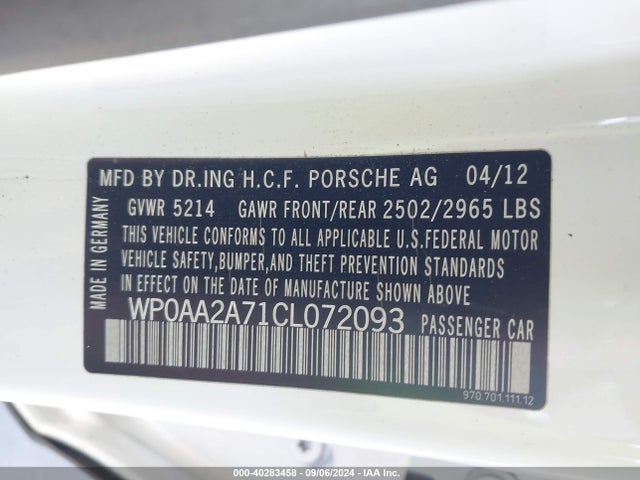 MFD BY DR.ING H.C.F. PORSCHE AG 04/12
GVWR 5214 GAWR FRONT/REAR 2502/2965 LBS
THIS VEHICLE CONFORMS TO ALL APPLICABLE U.S.FEDERAL MOTOR
VEHICLE SAFETY,BUMPER,AND THEFT PREVENTION STANDARDS
IN EFFECT ON THE DATE OF MANUFACTURE SHOWN ABOVE.
MADE IN GERMANY
WP0AA2A71CL072093 PASSENGER CAR
970.701.111.12
000-40283458 - 09/06/2024 - IAA Inc.